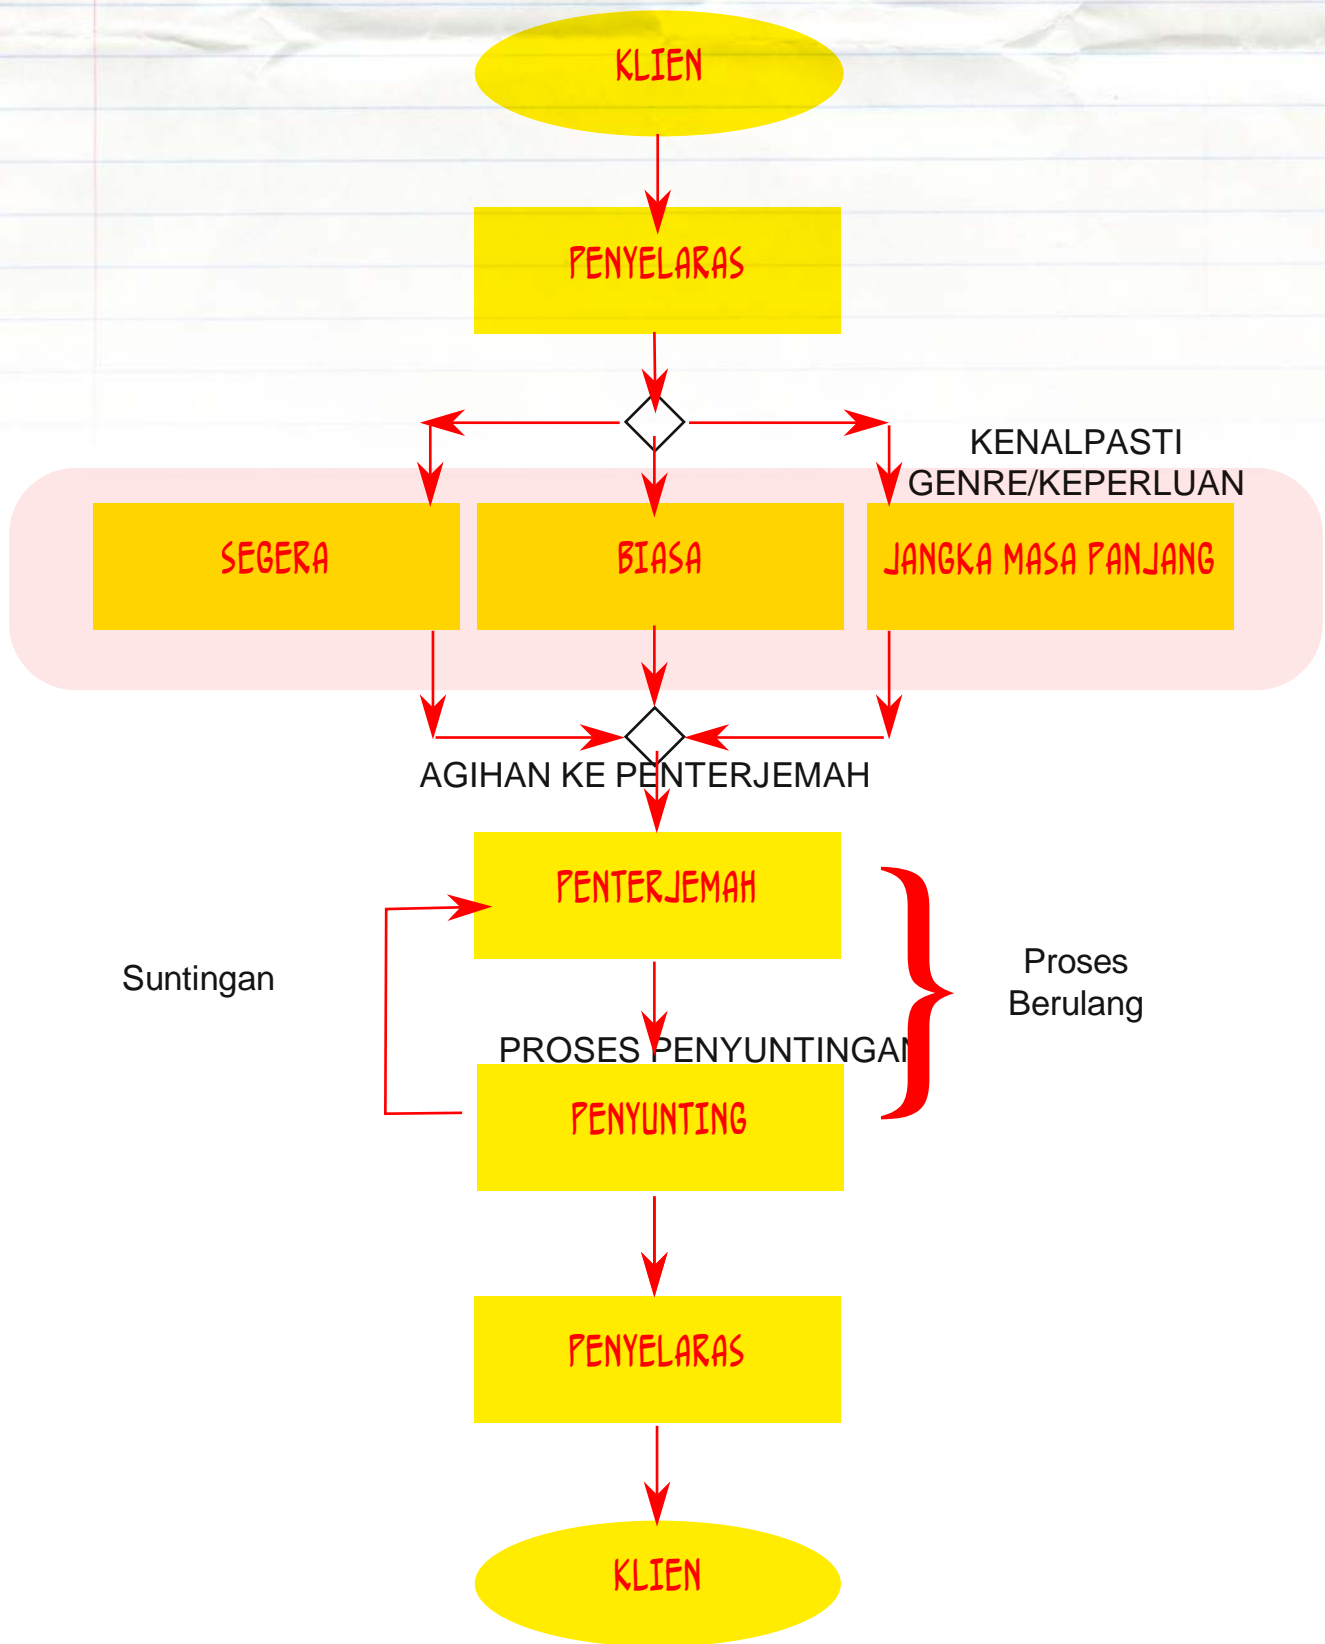 KLIEN
PENYELARAS
KENALPASTI
GENRE/KEPERLUAN
SEGERA
BIASA
JANGKA MASA PANJANG
AGIHAN KE PENTERJEMAH
PENTERJEMAH
Suntingan
Proses
Berulang
PROSES PENYUNTINGAN
PENYUNTING
PENYELARAS
KLIEN